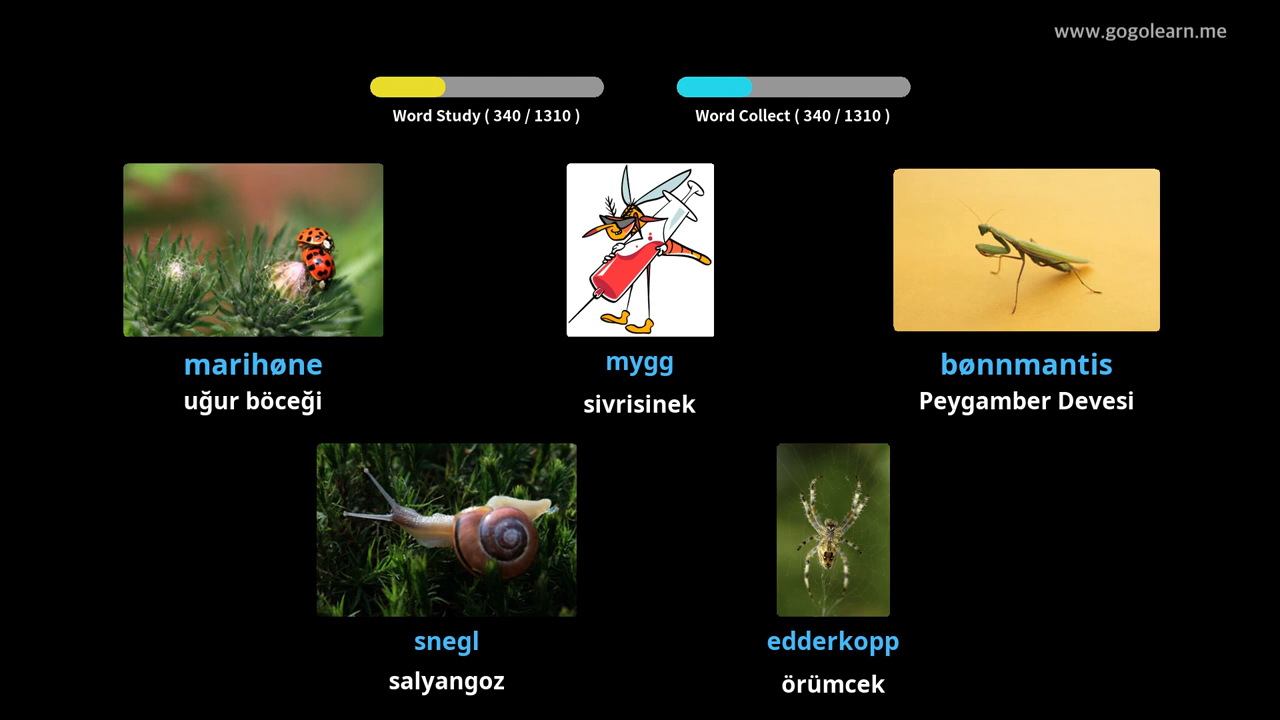 www.gogolearn.me
Word Study ( 340 / 1310 )
Word Collect ( 340 / 1310 )
marihøne
uğur böceği
mygg
sivrisinek
bønnmantis
Peygamber Devesi
snegl
salyangoz
edderkopp
örümcek